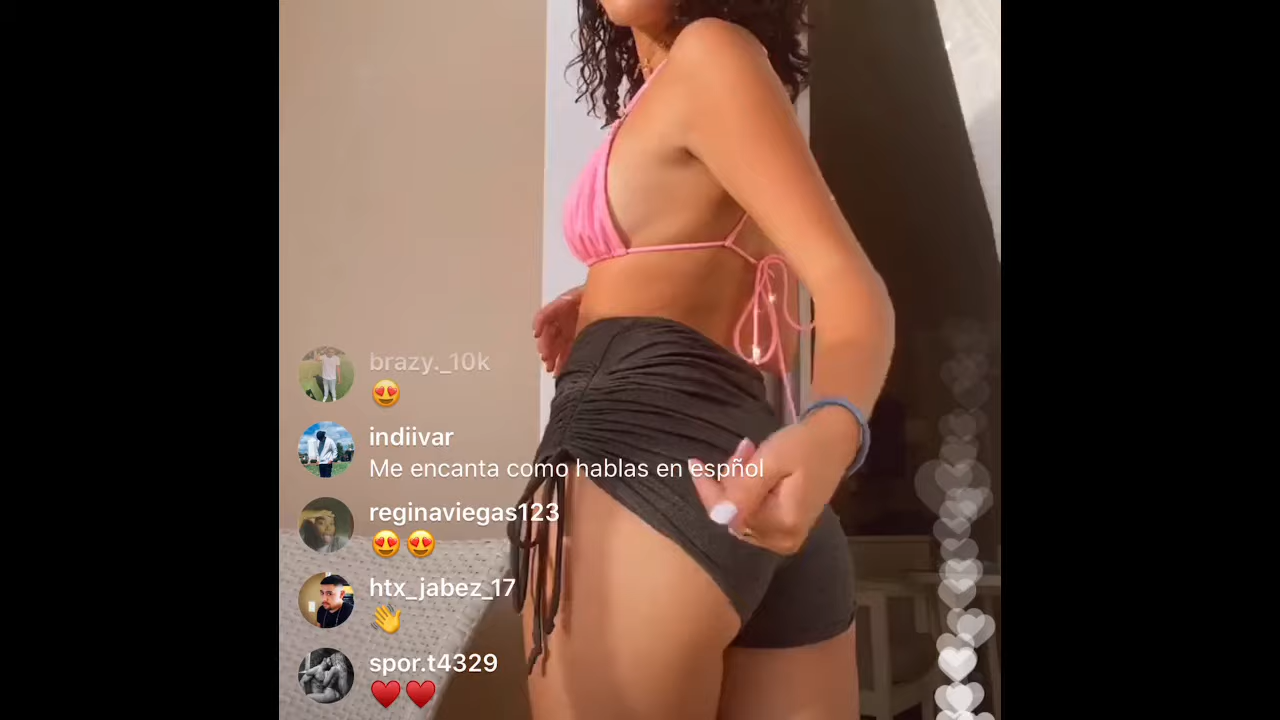 brazy._10k
😍
indiivar
Me encanta como hablas en espñol
reginaviegas123
😍😍
htx_jabez_17
👋
spor.t4329
♥️♥️